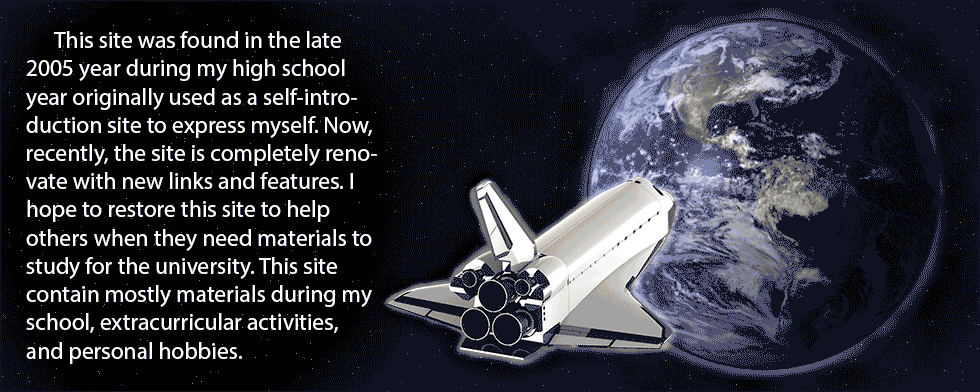 This site was found in the late
2005 year during my high school
year originally used as a self-intro-
duction site to express myself. Now,
recently, the site is completely reno-
vate with new links and features. I
hope to restore this site to help
others when they need materials to
study for the university. This site
contain mostly materials during my
school, extracurricular activities,
and personal hobbies.